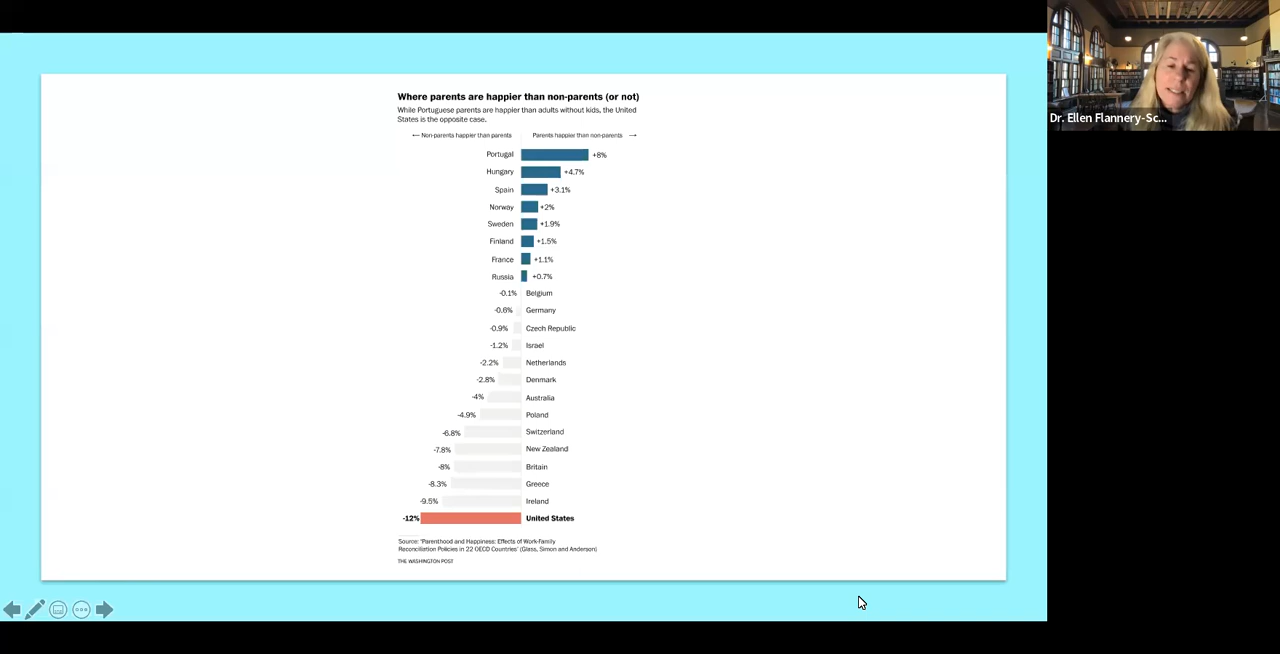 Where parents are happier than non-parents (or not)
While Portuguese parents are happier than adults without kids, the United
States is the opposite case.
← Non-parents happier than parents Parents happier than non-parents →
Portugal +8%
Hungary +4.7%
Spain +3.1%
Norway +2%
Sweden +1.9%
Finland +1.5%
France +1.1%
Russia +0.7%
-0.1% Belgium
-0.6% Germany
-0.9% Czech Republic
-1.2% Israel
-2.2% Netherlands
-2.8% Denmark
-4% Australia
-4.9% Poland
-6.8% Switzerland
-7.8% New Zealand
-8% Britain
-8.3% Greece
-9.5% Ireland
-12% United States
Source: 'Parenthood and Happiness: Effects of Work-Family
Reconciliation Policies in 22 OECD Countries' (Glass, Simon and Anderson)
THE WASHINGTON POST
Dr. Ellen Flannery-Sc...